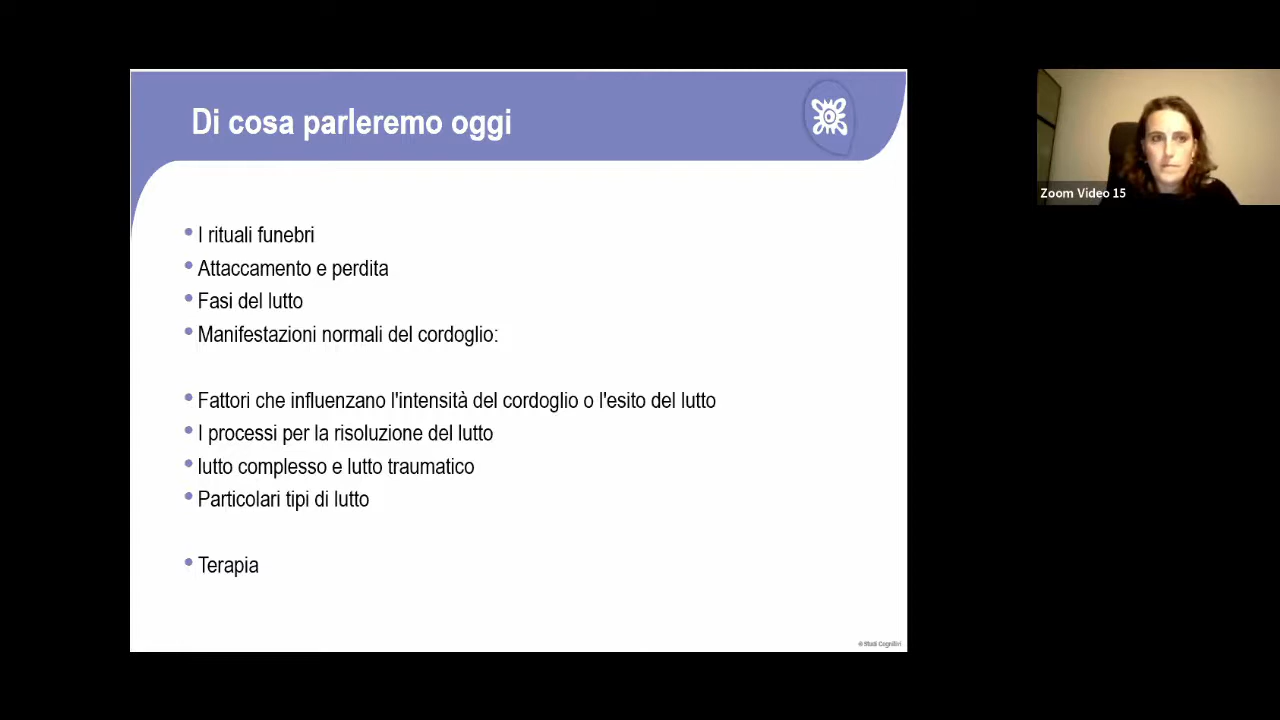 Di cosa parleremo oggi
• I rituali funebri
• Attaccamento e perdita
• Fasi del lutto
• Manifestazioni normali del cordoglio:
• Fattori che influenzano l'intensità del cordoglio o l'esito del lutto
• I processi per la risoluzione del lutto
• lutto complesso e lutto traumatico
• Particolari tipi di lutto
• Terapia
© Studi Cognitivi
Zoom Video 15